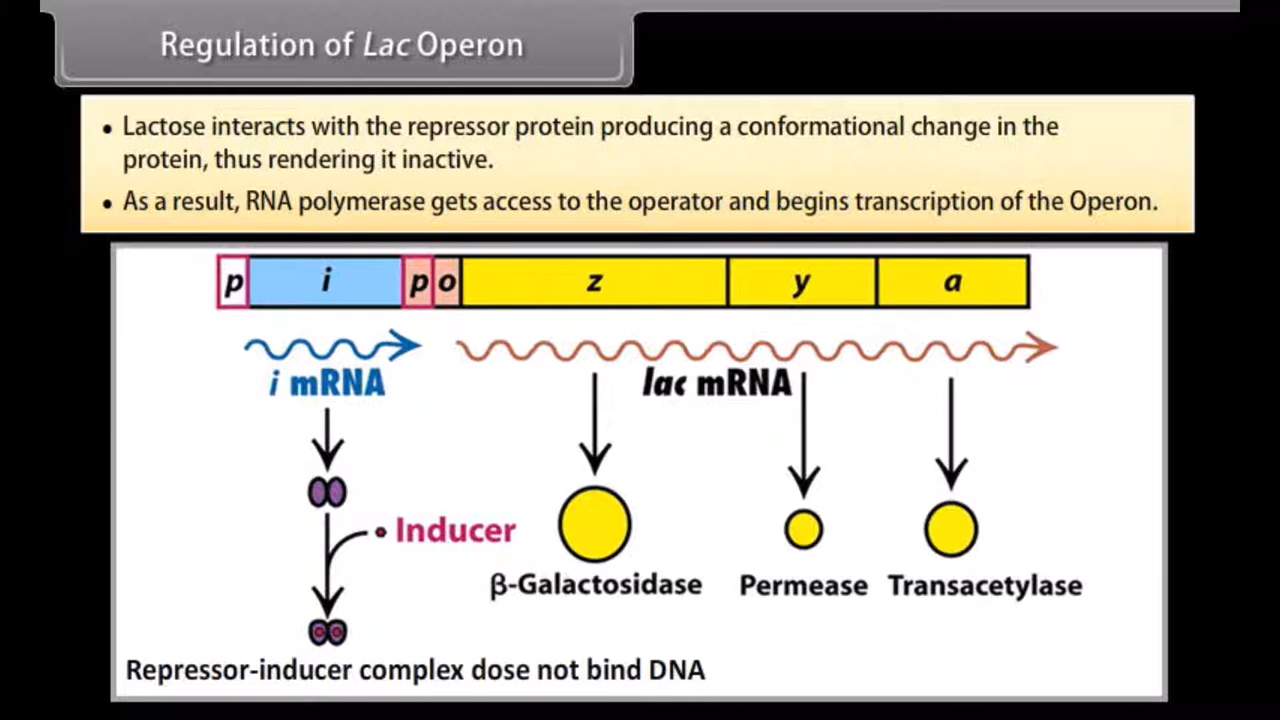 Regulation of Lac Operon
• Lactose interacts with the repressor protein producing a conformational change in the
protein, thus rendering it inactive.
• As a result, RNA polymerase gets access to the operator and begins transcription of the Operon.
p i p o z y a
i mRNA
lac mRNA
Inducer
β-Galactosidase Permease Transacetylase
Repressor-inducer complex dose not bind DNA